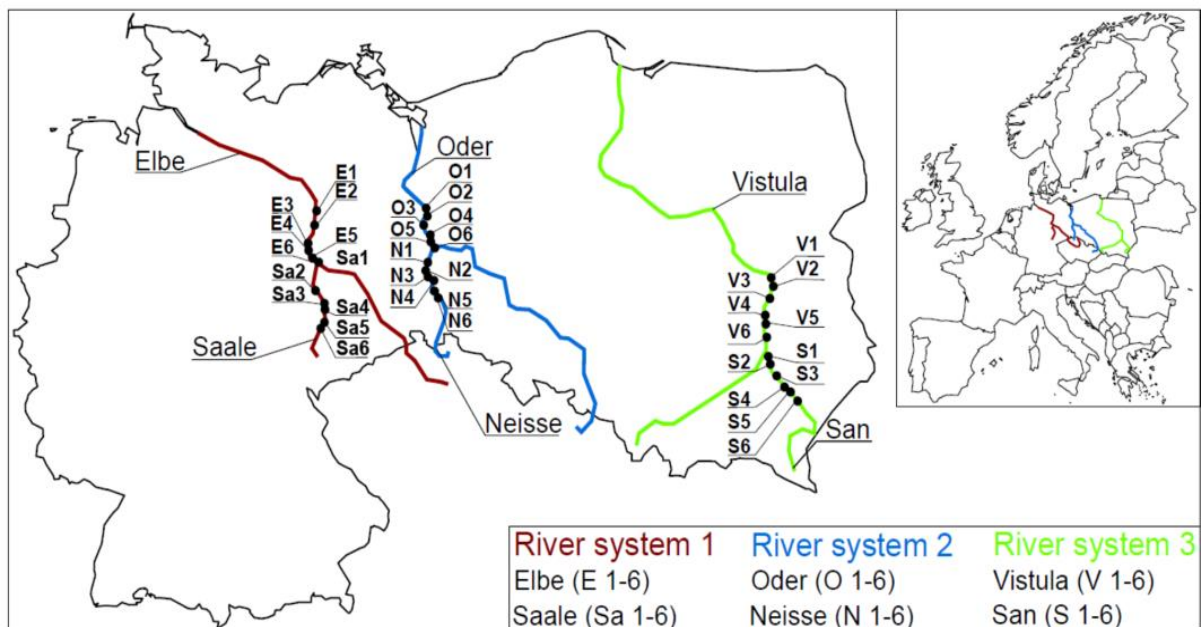 Elbe
Oder
Vistula
Saale
Neisse
San
E1
E2
E3
E4
E5
E6
Sa1
Sa2
Sa3
Sa4
Sa5
Sa6
O1
O2
O3
O4
O5
O6
N1
N2
N3
N4
N5
N6
V1
V2
V3
V4
V5
V6
S1
S2
S3
S4
S5
S6
River system 1
Elbe (E 1-6)
Saale (Sa 1-6)
River system 2
Oder (O 1-6)
Neisse (N 1-6)
River system 3
Vistula (V 1-6)
San (S 1-6)